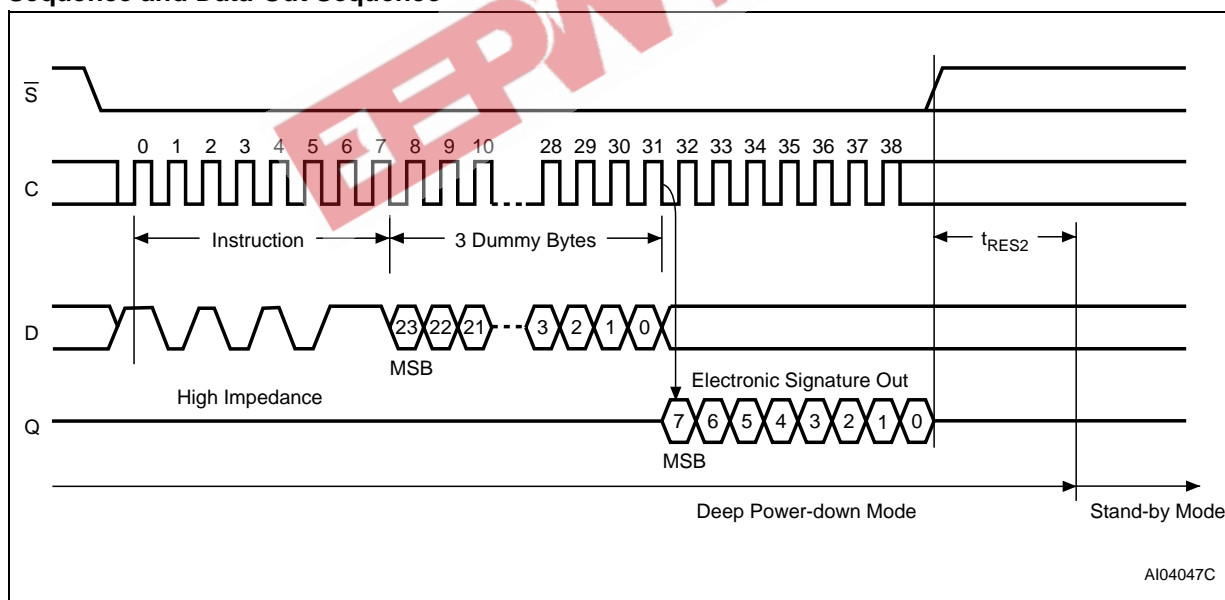 Sequence and Data-Out Sequence
EEPW
S
0 1 2 3 4 5 6 7 8 9 10 28 29 30 31 32 33 34 35 36 37 38
C
Instruction 3 Dummy Bytes tRES2
D
23 22 21 3 2 1 0
MSB
High Impedance Electronic Signature Out
Q
7 6 5 4 3 2 1 0
MSB
Deep Power-down Mode Stand-by Mode
AI04047C